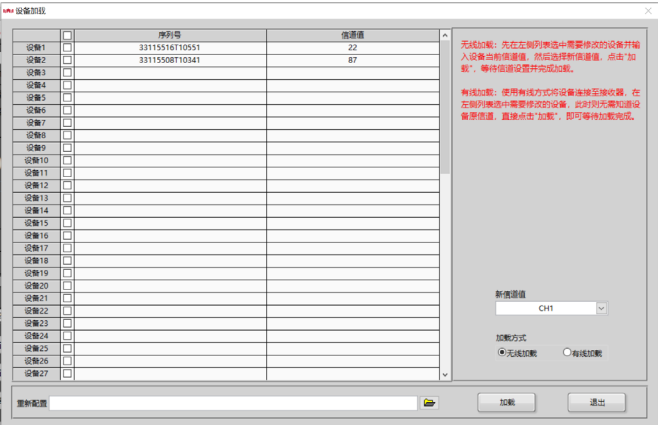 设备加载
序列号 信道值
设备1 33115516T10551 22
设备2 33115508T10341 87
设备3
设备4
设备5
设备6
设备7
设备8
设备9
设备10
设备11
设备12
设备13
设备14
设备15
设备16
设备17
设备18
设备19
设备20
设备21
设备22
设备23
设备24
设备25
设备26
设备27
无线加载：先在左侧列表选中需要修改的设备并输
入设备当前信道值，然后选择新信道值，点击"加
载"，等待信道设置并完成加载。
有线加载：使用有线方式将设备连接至接收器，在
左侧列表选中需要修改的设备，此时则无需知道设
备原信道，直接点击"加载"，即可等待加载完成。
新信道值
CH1
加载方式
无线加载 有线加载
重新配置
加载 退出